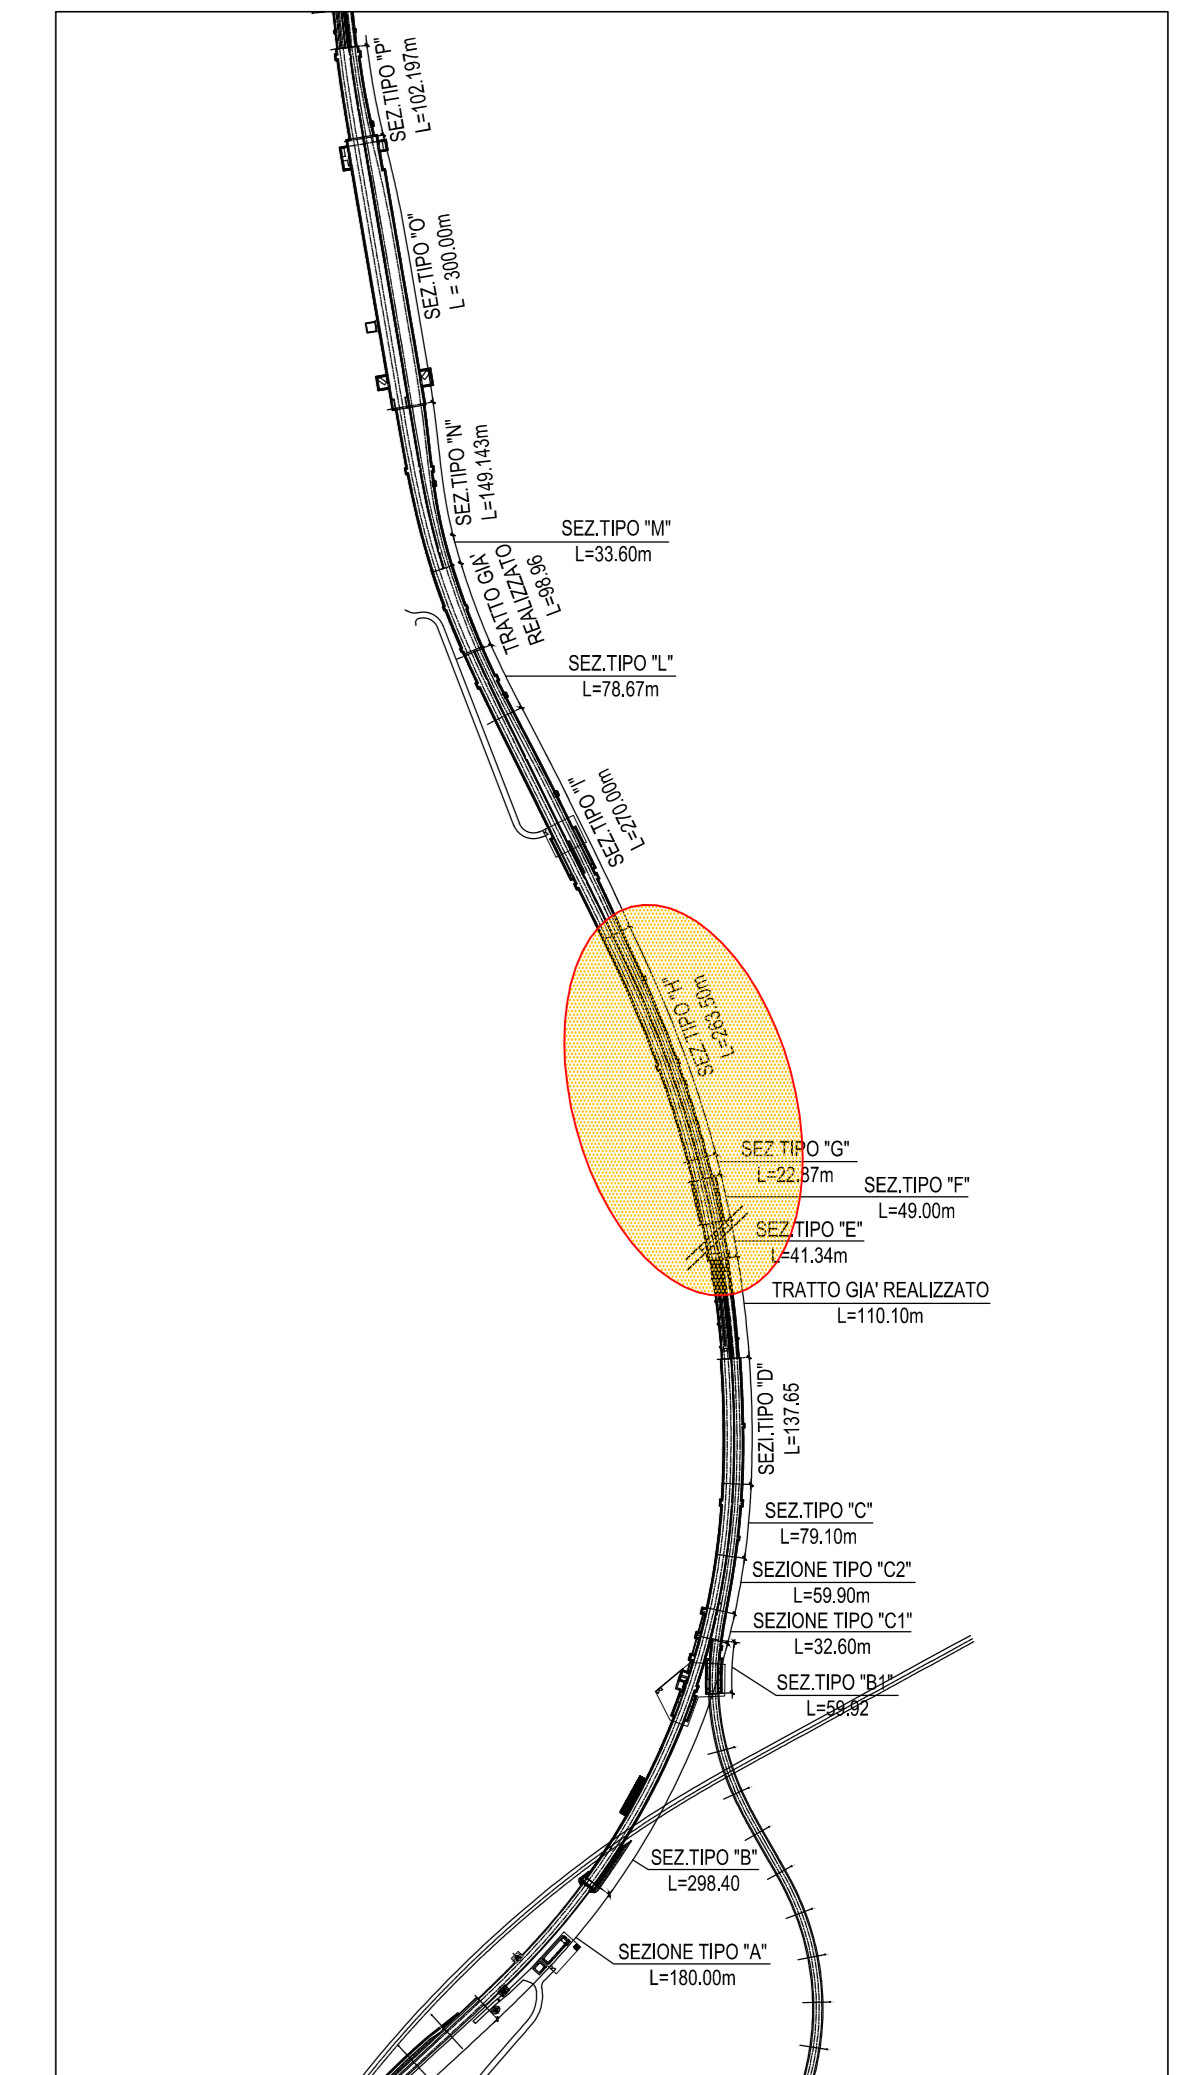 SEZ.TIPO "P"
L=102.197m
SEZ.TIPO "O"
L = 300.00m
SEZ.TIPO "N"
L=149.143m
SEZ.TIPO "M"
L=33.60m
TRATTO GIA'
REALIZZATO
L=98.96
SEZ.TIPO "L"
L=78.67m
SEZ.TIPO "I"
L=270.00m
SEZ.TIPO "H"
L=263.50m
SEZ TIPO "G"
L=22.87m
SEZ.TIPO "F"
L=49.00m
SEZ.TIPO "E"
L=41.34m
TRATTO GIA' REALIZZATO
L=110.10m
SEZI.TIPO "D"
L=137.65
SEZ.TIPO "C"
L=79.10m
SEZIONE TIPO "C2"
L=59.90m
SEZIONE TIPO "C1"
L=32.60m
SEZ.TIPO "B1"
L=59.92
SEZ.TIPO "B"
L=298.40
SEZIONE TIPO "A"
L=180.00m